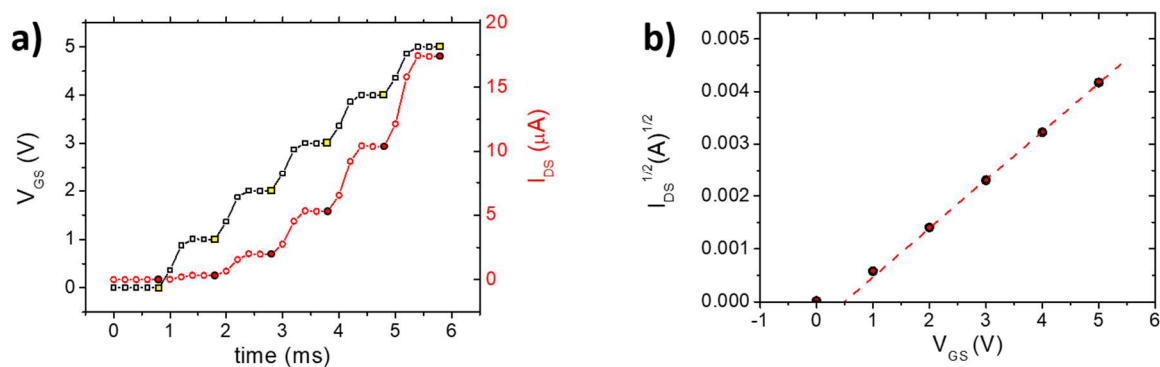 a)
5
4
3
2
1
0
V_GS (V)
0 1 2 3 4 5 6
time (ms)
20
15
10
5
0
I_DS (μA)
b)
0.005
0.004
0.003
0.002
0.001
0.000
I_DS^1/2(A)^1/2
-1 0 1 2 3 4 5 6
V_GS (V)